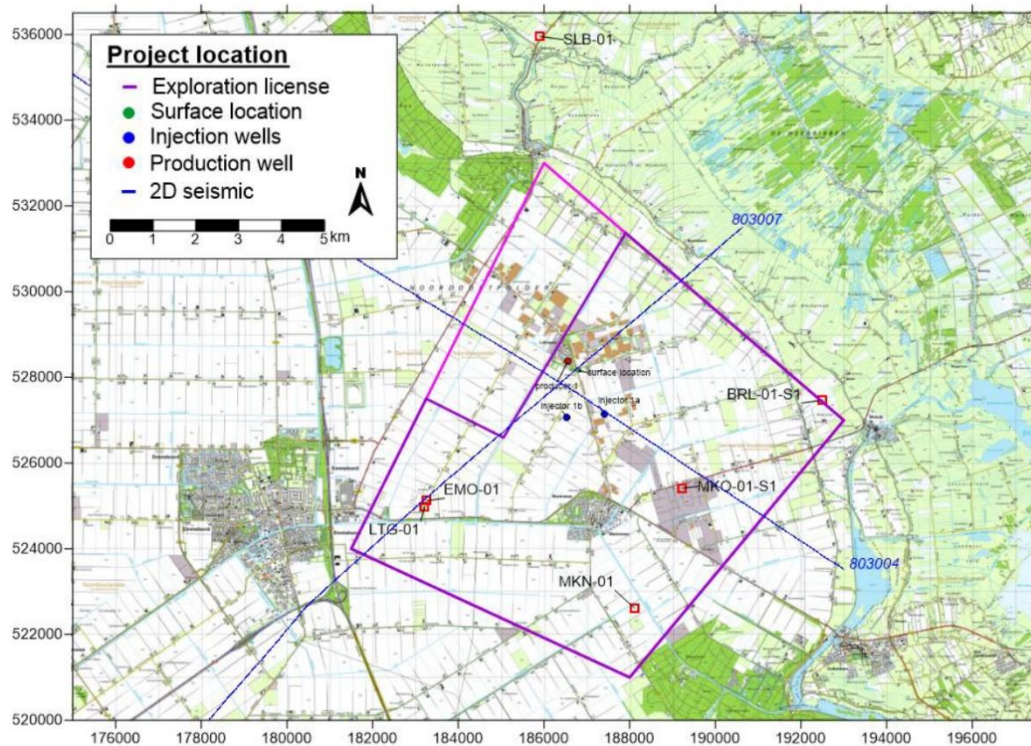 536000
534000
532000
530000
528000
526000
524000
522000
520000
Project location
Exploration license
Surface location
Injection wells
Production well
2D seismic
N
0 1 2 3 4 5 km
SLB-01
803007
NOORDOOSTPOLDER
surface location
producer 1
Injector 1b
Injector 1a
BRL-01-S1
MKO-01-S1
EMO-01
LTG-01
MKN-01
803004
176000 178000 180000 182000 184000 186000 188000 190000 192000 194000 196000